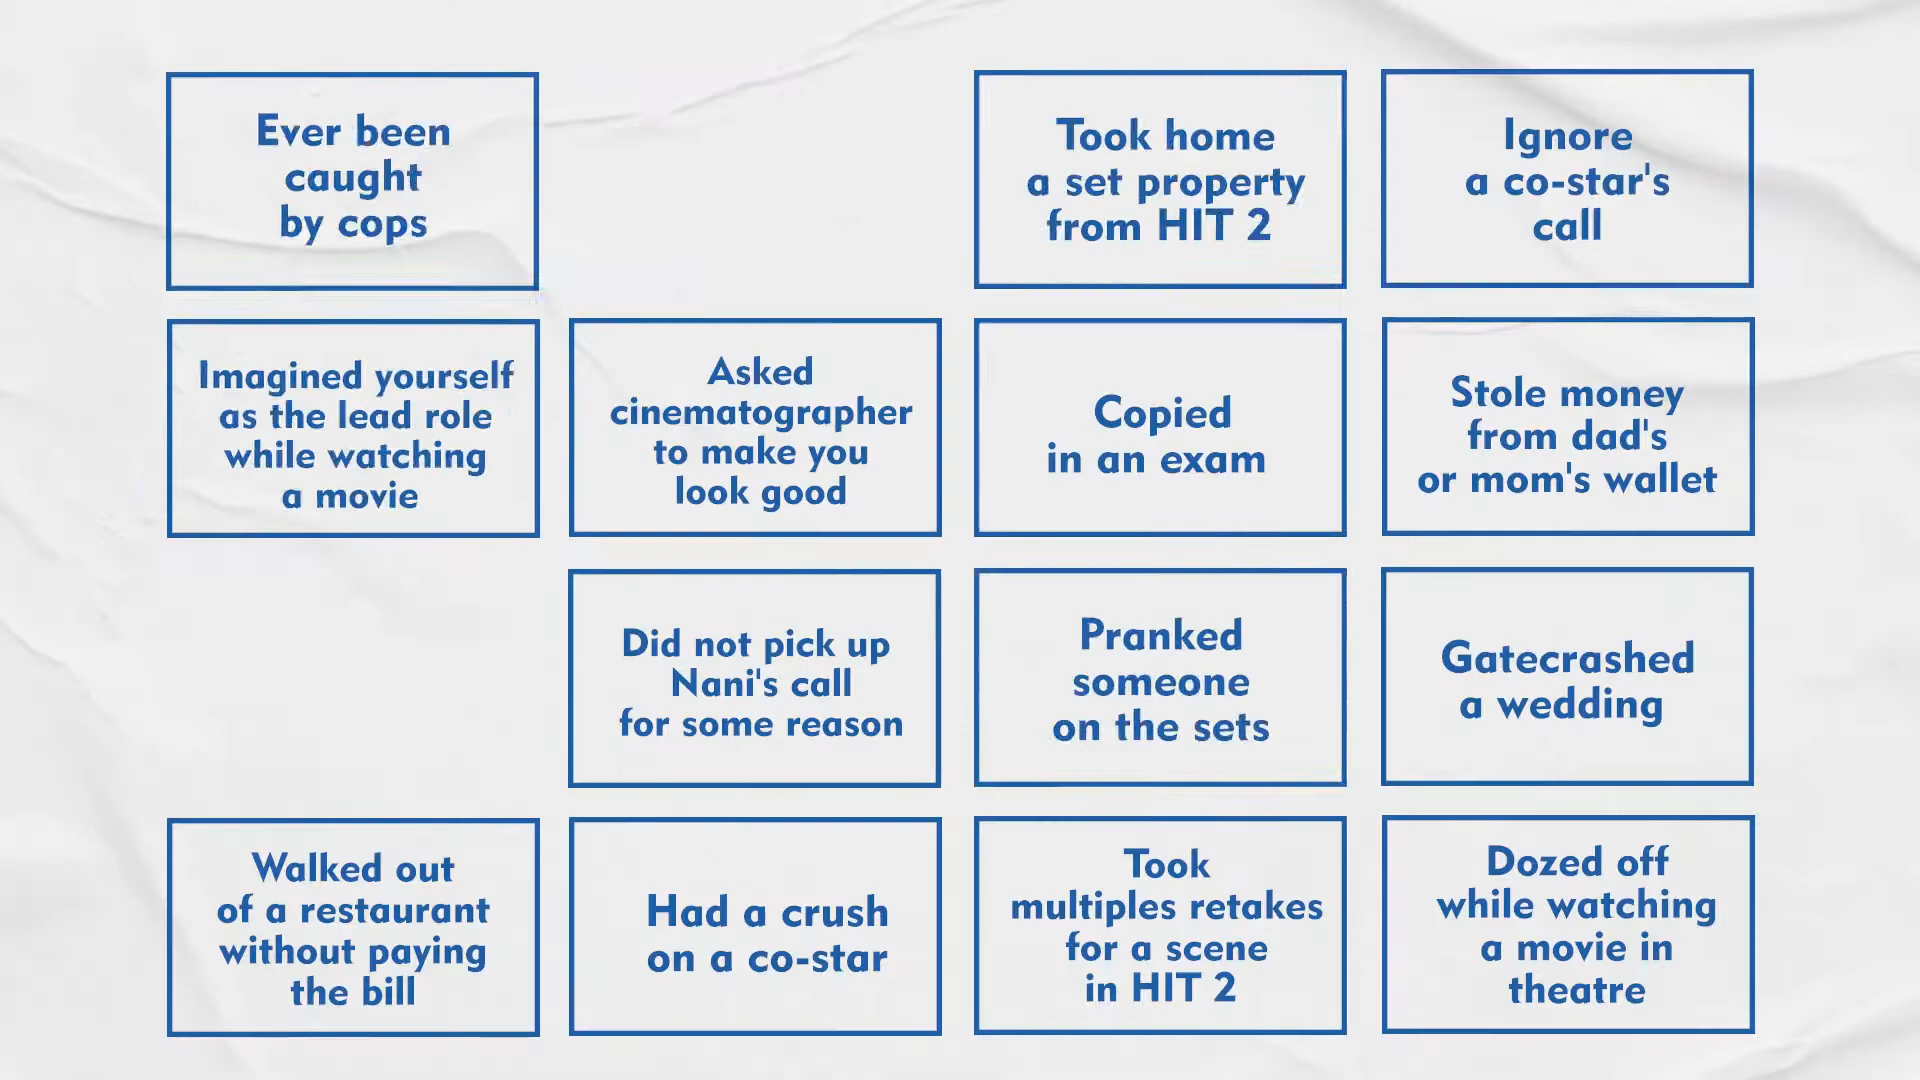 Ever been
caught
by cops
Took home
a set property
from HIT 2
Ignore
a co-star's
call
Imagined yourself
as the lead role
while watching
a movie
Asked
cinematographer
to make you
look good
Copied
in an exam
Stole money
from dad's
or mom's wallet
Did not pick up
Nani's call
for some reason
Pranked
someone
on the sets
Gatecrashed
a wedding
Walked out
of a restaurant
without paying
the bill
Had a crush
on a co-star
Took
multiples retakes
for a scene
in HIT 2
Dozed off
while watching
a movie in
theatre